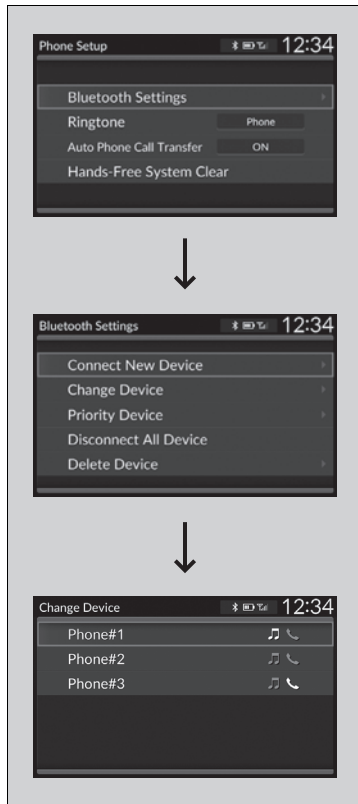 Phone Setup 12:34
Bluetooth Settings
Ringtone Phone
Auto Phone Call Transfer ON
Hands-Free System Clear
Bluetooth Settings 12:34
Connect New Device
Change Device
Priority Device
Disconnect All Device
Delete Device
Change Device 12:34
Phone#1
Phone#2
Phone#3